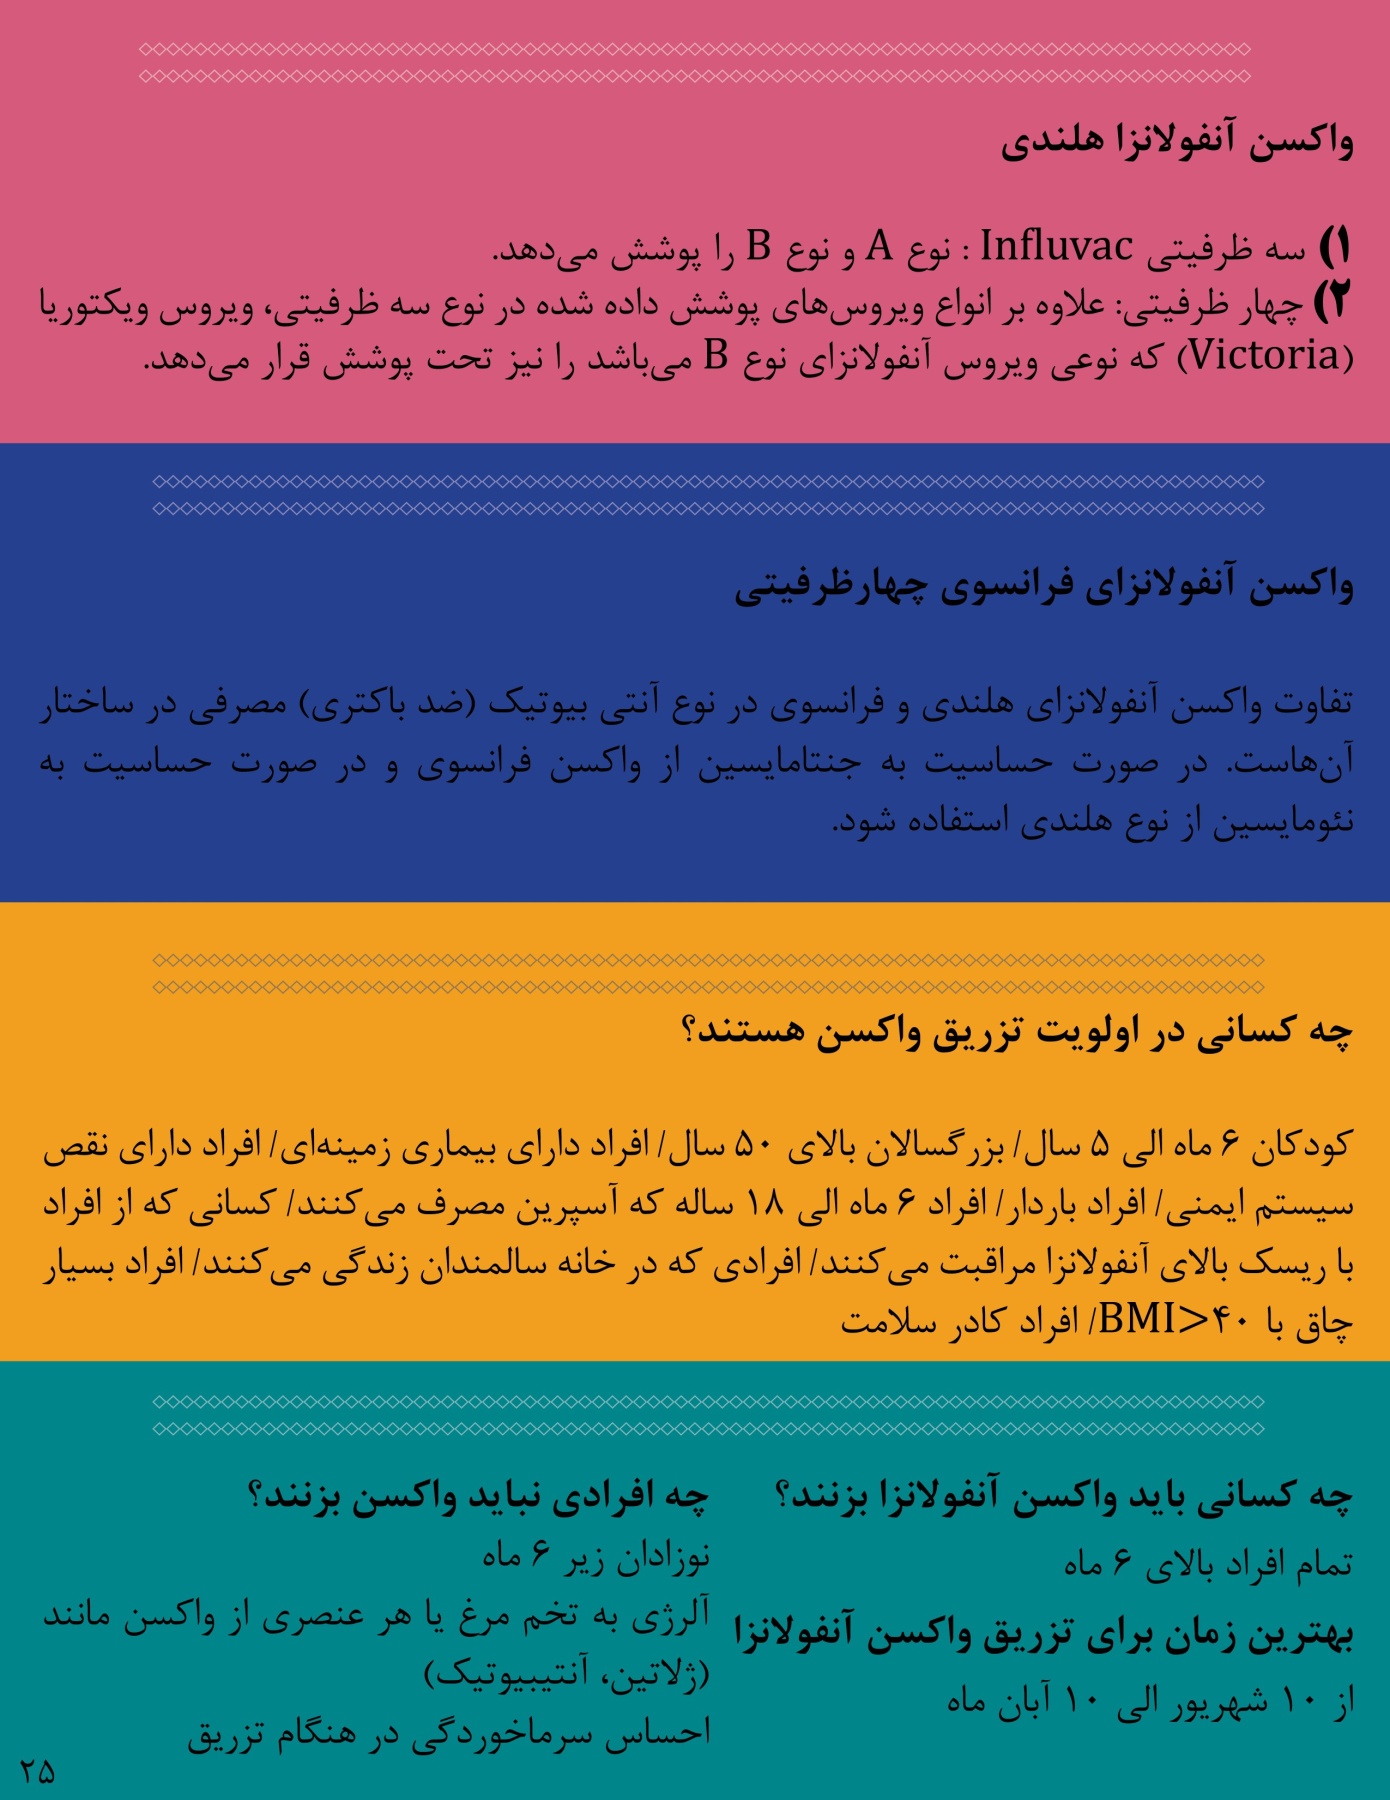 واکسن آنفولانزا هلندی
۱) سه ظرفیتی Influvac : نوع A و نوع B را پوشش می‌دهد.
۲) چهار ظرفیتی: علاوه بر انواع ویروس‌های پوشش داده شده در نوع سه ظرفیتی، ویروس ویکتوریا
(Victoria) که نوعی ویروس آنفولانزای نوع B می‌باشد را نیز تحت پوشش قرار می‌دهد.
واکسن آنفولانزای فرانسوی چهارظرفیتی
تفاوت واکسن آنفولانزای هلندی و فرانسوی در نوع آنتی بیوتیک (ضد باکتری) مصرفی در ساختار
آن‌هاست. در صورت حساسیت به جنتامایسین از واکسن فرانسوی و در صورت حساسیت به
نئومایسین از نوع هلندی استفاده شود.
چه کسانی در اولویت تزریق واکسن هستند؟
کودکان ۶ ماه الی ۵ سال/ بزرگسالان بالای ۵۰ سال/ افراد دارای بیماری زمینه‌ای/ افراد دارای نقص
سیستم ایمنی/ افراد باردار/ افراد ۶ ماه الی ۱۸ ساله که آسپرین مصرف می‌کنند/ کسانی که از افراد
با ریسک بالای آنفولانزا مراقبت می‌کنند/ افرادی که در خانه سالمندان زندگی می‌کنند/ افراد بسیار
چاق با BMI>۴۰/ افراد کادر سلامت
چه کسانی باید واکسن آنفولانزا بزنند؟
تمام افراد بالای ۶ ماه
بهترین زمان برای تزریق واکسن آنفولانزا
از ۱۰ شهریور الی ۱۰ آبان ماه
چه افرادی نباید واکسن بزنند؟
نوزادان زیر ۶ ماه
آلرژی به تخم مرغ یا هر عنصری از واکسن مانند
(ژلاتین، آنتیبیوتیک)
احساس سرماخوردگی در هنگام تزریق
۲۵